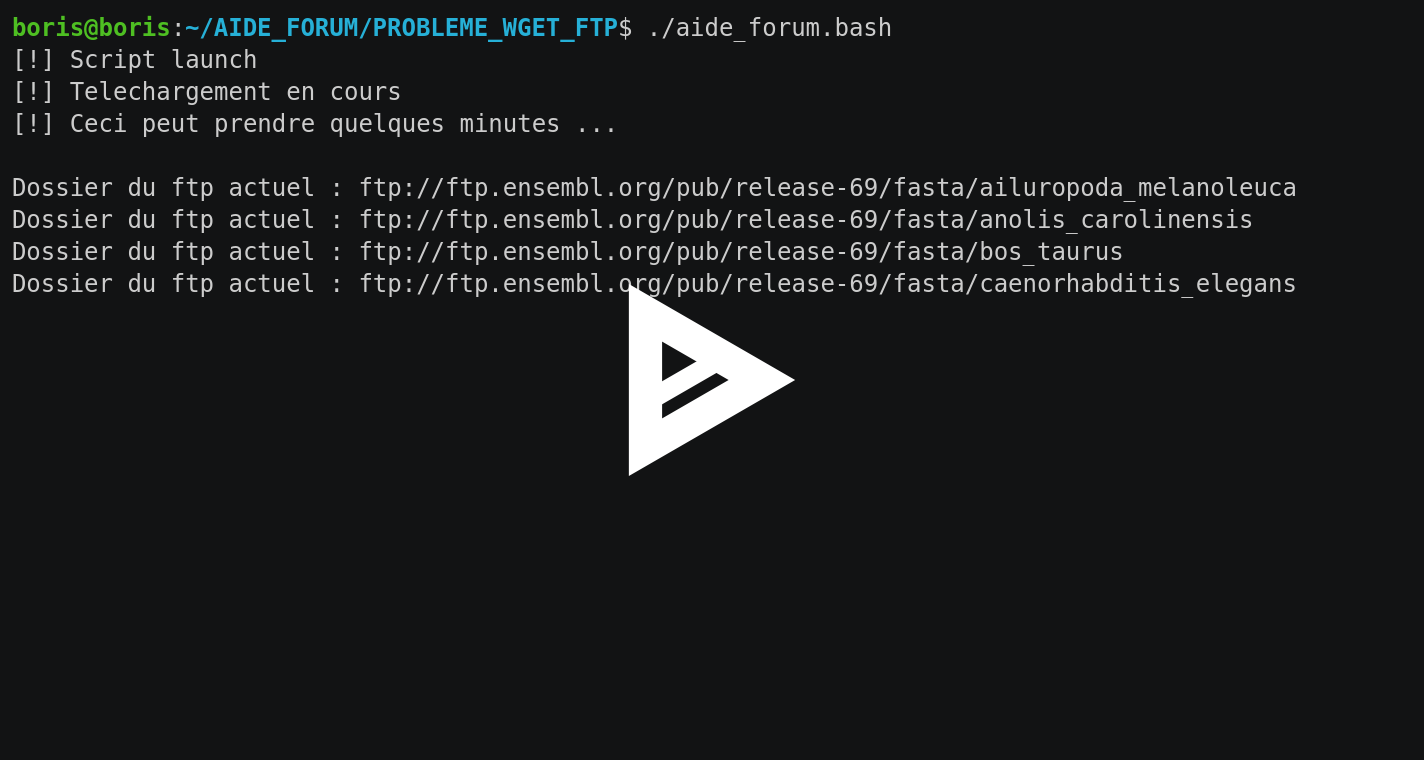 boris@boris:~/AIDE_FORUM/PROBLEME_WGET_FTP$ ./aide_forum.bash
[!] Script launch
[!] Telechargement en cours
[!] Ceci peut prendre quelques minutes ...
Dossier du ftp actuel : ftp://ftp.ensembl.org/pub/release-69/fasta/ailuropoda_melanoleuca
Dossier du ftp actuel : ftp://ftp.ensembl.org/pub/release-69/fasta/anolis_carolinensis
Dossier du ftp actuel : ftp://ftp.ensembl.org/pub/release-69/fasta/bos_taurus
Dossier du ftp actuel : ftp://ftp.ensembl.org/pub/release-69/fasta/caenorhabditis_elegans